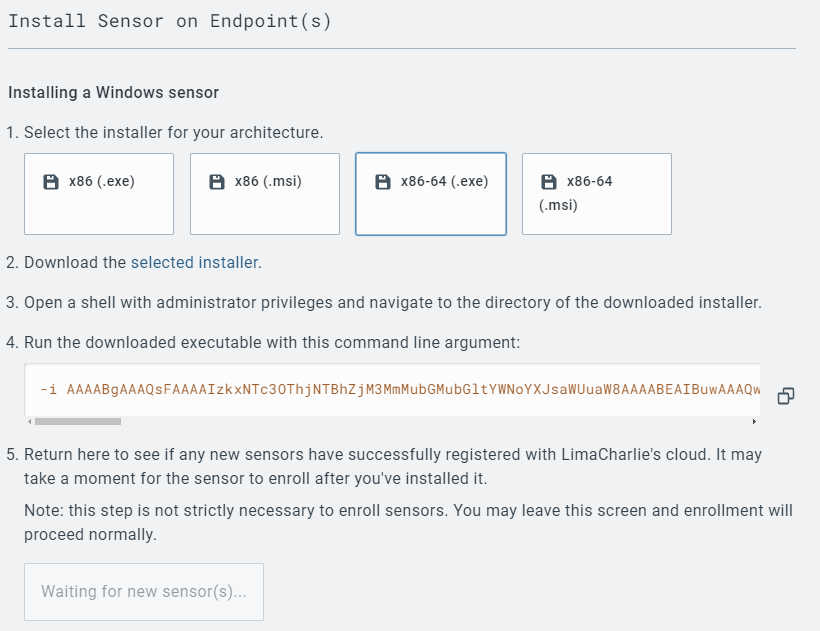 Install Sensor on Endpoint(s)
Installing a Windows sensor
1. Select the installer for your architecture.
x86 (.exe)
x86 (.msi)
x86-64 (.exe)
x86-64
(.msi)
2. Download the selected installer.
3. Open a shell with administrator privileges and navigate to the directory of the downloaded installer.
4. Run the downloaded executable with this command line argument:
-i AAAABgAAAQsFAAAAIzkxNTc3OThjNTBhZjM3MmMubGMubGltYWNoYXJsaWUuaW8AAAABEAIBuwAAAQw
5. Return here to see if any new sensors have successfully registered with LimaCharlie's cloud. It may
take a moment for the sensor to enroll after you've installed it.
Note: this step is not strictly necessary to enroll sensors. You may leave this screen and enrollment will
proceed normally.
Waiting for new sensor(s)...